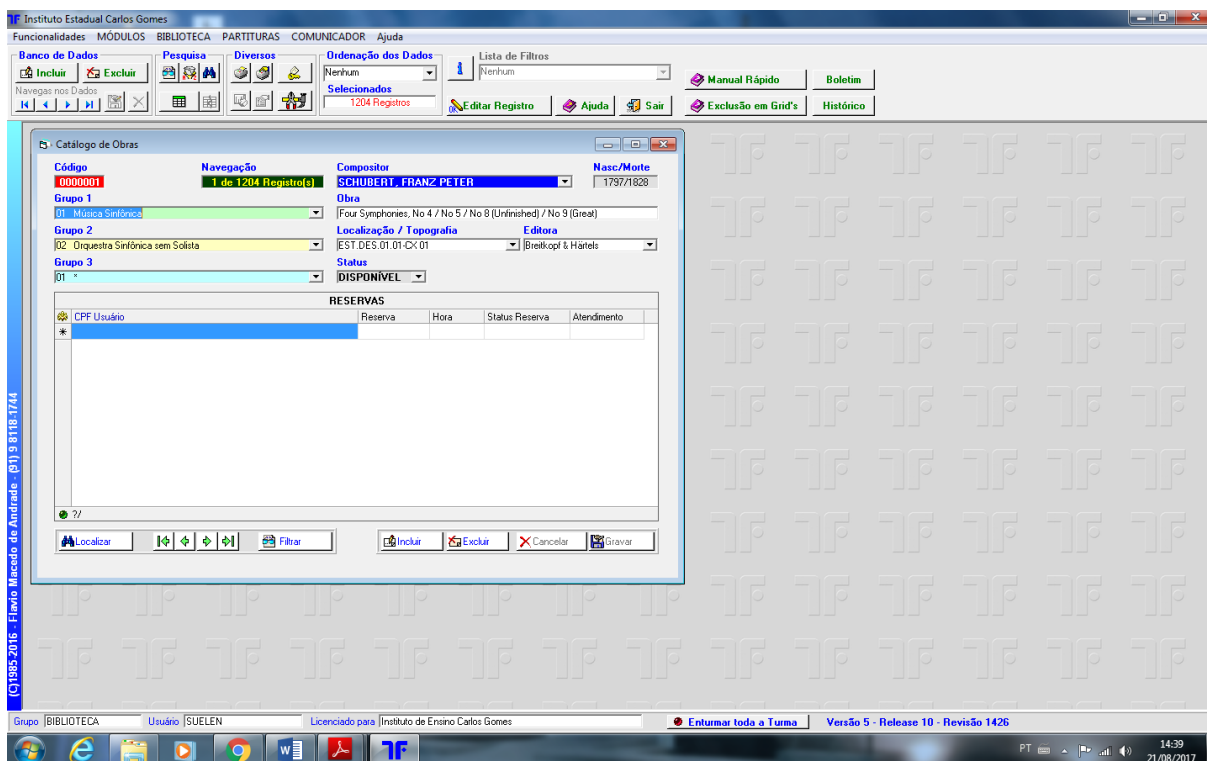 Instituto Estadual Carlos Gomes
Funcionalidades MÓDULOS BIBLIOTECA PARTITURAS COMUNICADOR Ajuda
Banco de Dados Pesquisa Diversos Ordenação dos Dados Lista de Filtros
Incluir Excluir Nenhum Nenhum
Manual Rápido Boletim
Navegas nos Dados Selecionados
1204 Registros Editar Registro Ajuda Sair Exclusão em Grid's Histórico
Catálogo de Obras
Código Navegação Compositor Nasc/Morte
0000001 1 de 1204 Registro(s) SCHUBERT, FRANZ PETER 1797/1828
Grupo 1 Obra
01 Música Sinfônica Four Symphonies, No 4 / No 5 / No 8 (Unfinished) / No 9 (Great)
Grupo 2 Localização / Topografia Editora
02 Orquestra Sinfônica sem Solista EST.DES.01.01-CX 01 Breitkopf & Härtels
Grupo 3 Status
01 * DISPONÍVEL
RESERVAS
CPF Usuário Reserva Hora Status Reserva Atendimento
?/
Localizar Filtrar Incluir Excluir Cancelar Gravar
(C)1985-2016 - Flavio Macedo de Andrade - (91) 9 8118-1744
Grupo BIBLIOTECA Usuário SUELEN Licenciado para Instituto de Ensino Carlos Gomes Enturmar toda a Turma Versão 5 - Release 10 - Revisão 1426
PT 14:39
21/08/2017